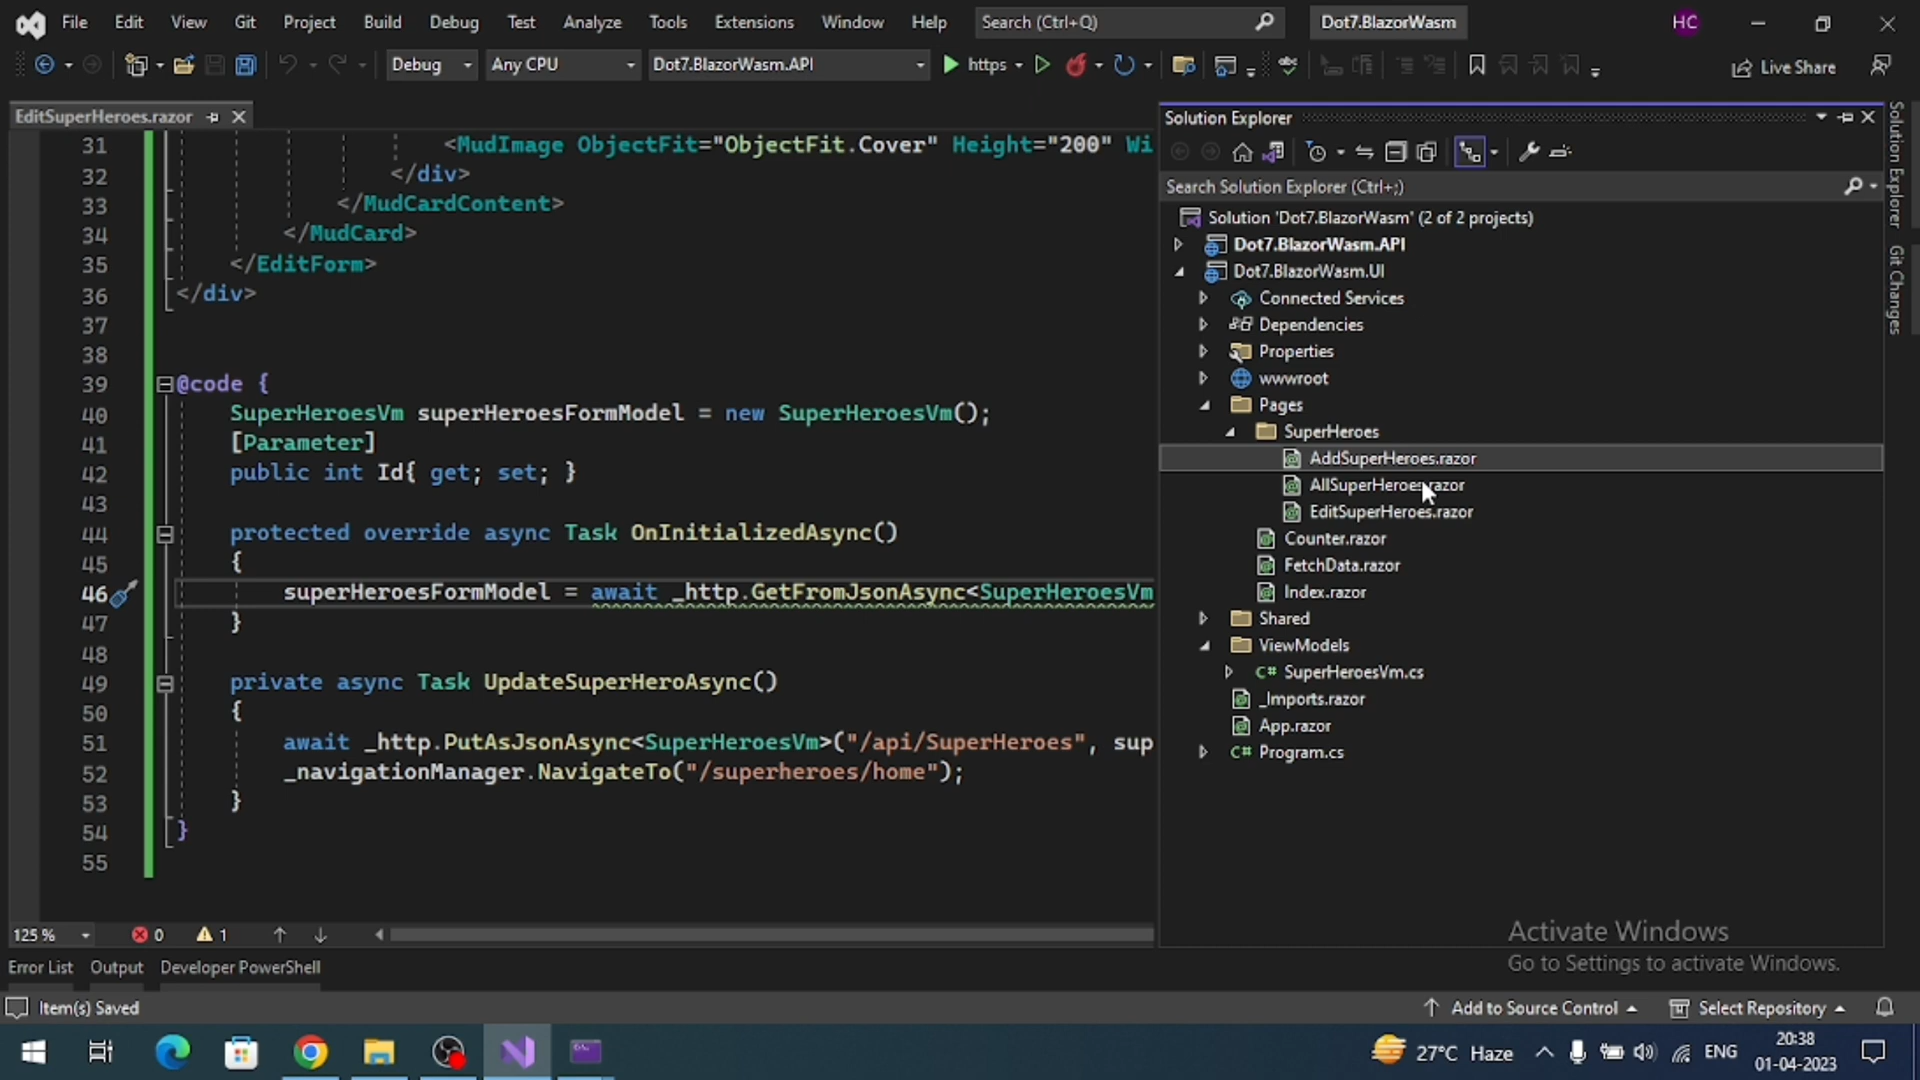 File Edit View Git Project Build Debug Test Analyze Tools Extensions Window Help Search (Ctrl+Q) Dot7.BlazorWasm HC
Debug Any CPU Dot7.BlazorWasm.API https Live Share
EditSuperHeroes.razor
31 <MudImage ObjectFit="ObjectFit.Cover" Height="200" Wi
32 </div>
33 </MudCardContent>
34 </MudCard>
35 </EditForm>
36 </div>
37
38
39 @code {
40 SuperHeroesVm superHeroesFormModel = new SuperHeroesVm();
41 [Parameter]
42 public int Id{ get; set; }
43
44 protected override async Task OnInitializedAsync()
45 {
46 superHeroesFormModel = await _http.GetFromJsonAsync<SuperHeroesVm
47 }
48
49 private async Task UpdateSuperHeroAsync()
50 {
51 await _http.PutAsJsonAsync<SuperHeroesVm>("/api/SuperHeroes", sup
52 _navigationManager.NavigateTo("/superheroes/home");
53 }
54 }
55
125 % 0 1
Error List Output Developer PowerShell
Item(s) Saved
Solution Explorer
Search Solution Explorer (Ctrl+;)
Solution 'Dot7.BlazorWasm' (2 of 2 projects)
Dot7.BlazorWasm.API
Dot7.BlazorWasm.UI
Connected Services
Dependencies
Properties
wwwroot
Pages
SuperHeroes
AddSuperHeroes.razor
AllSuperHeroes.razor
EditSuperHeroes.razor
Counter.razor
FetchData.razor
Index.razor
Shared
ViewModels
C# SuperHeroesVm.cs
_Imports.razor
App.razor
C# Program.cs
Solution Explorer
Git Changes
Activate Windows
Go to Settings to activate Windows.
Add to Source Control Select Repository
27°C Haze ENG
20:38
01-04-2023